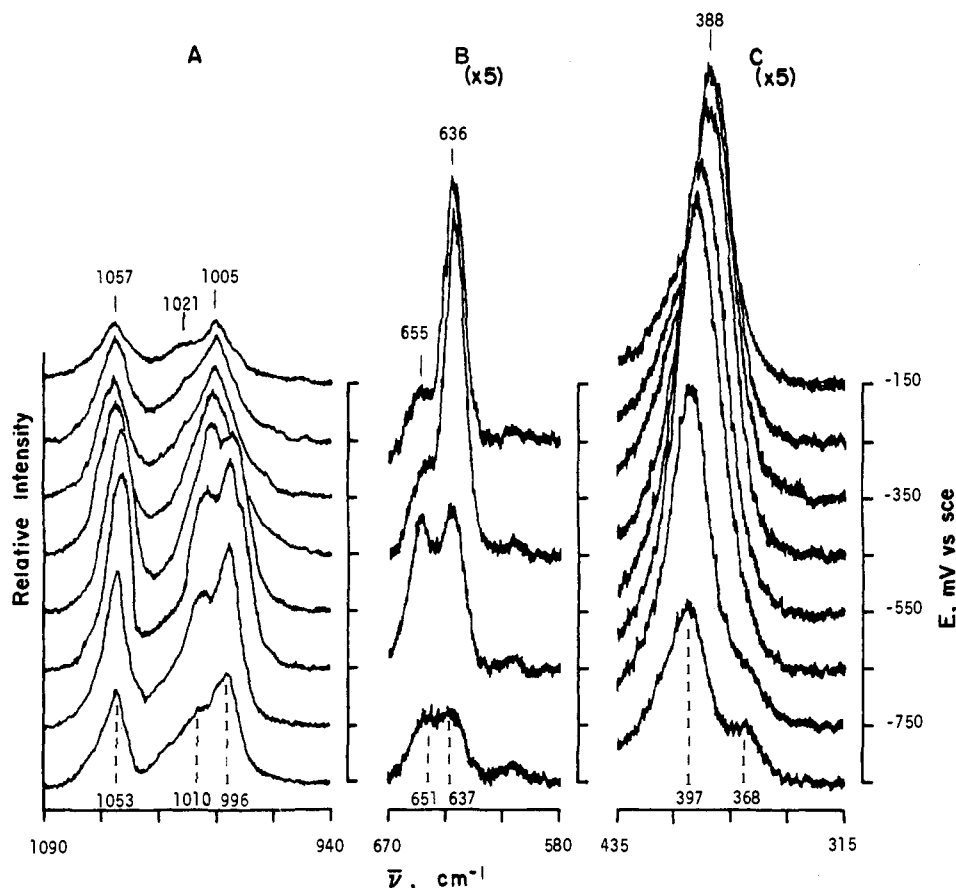 388
A
B
(x5)
C
(x5)
636
1057
1005
1021
655
-150
-350
-550
-750
Relative Intensity
E, mV vs sce
1053
1010
996
651
637
397
368
1090
940
670
580
435
315
ν̅, cm⁻¹